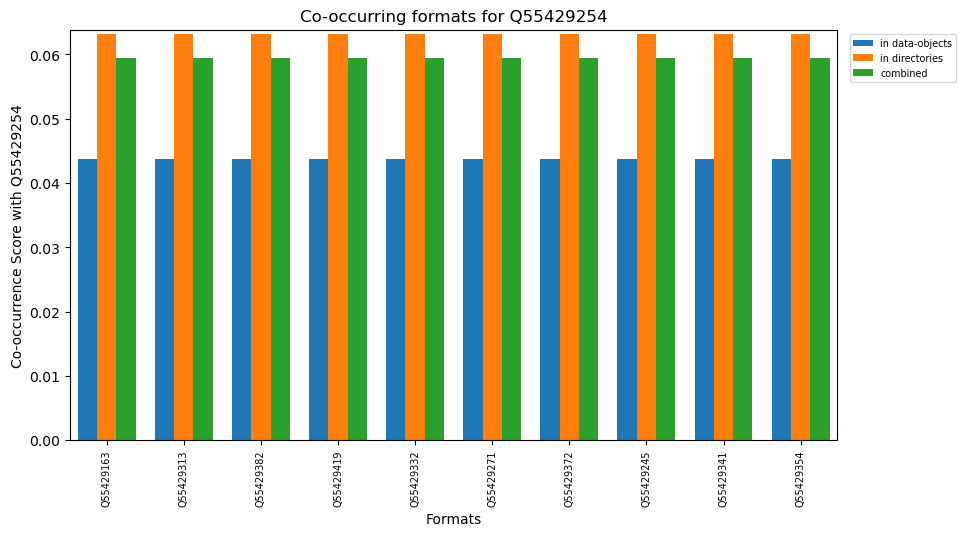 Co-occurring formats for Q55429254
in data-objects
in directories
combined
Co-occurrence Score with Q55429254
0.06
0.05
0.04
0.03
0.02
0.01
0.00
Q55429163
Q55429313
Q55429382
Q55429419
Q55429332
Q55429271
Q55429372
Q55429245
Q55429341
Q55429354
Formats